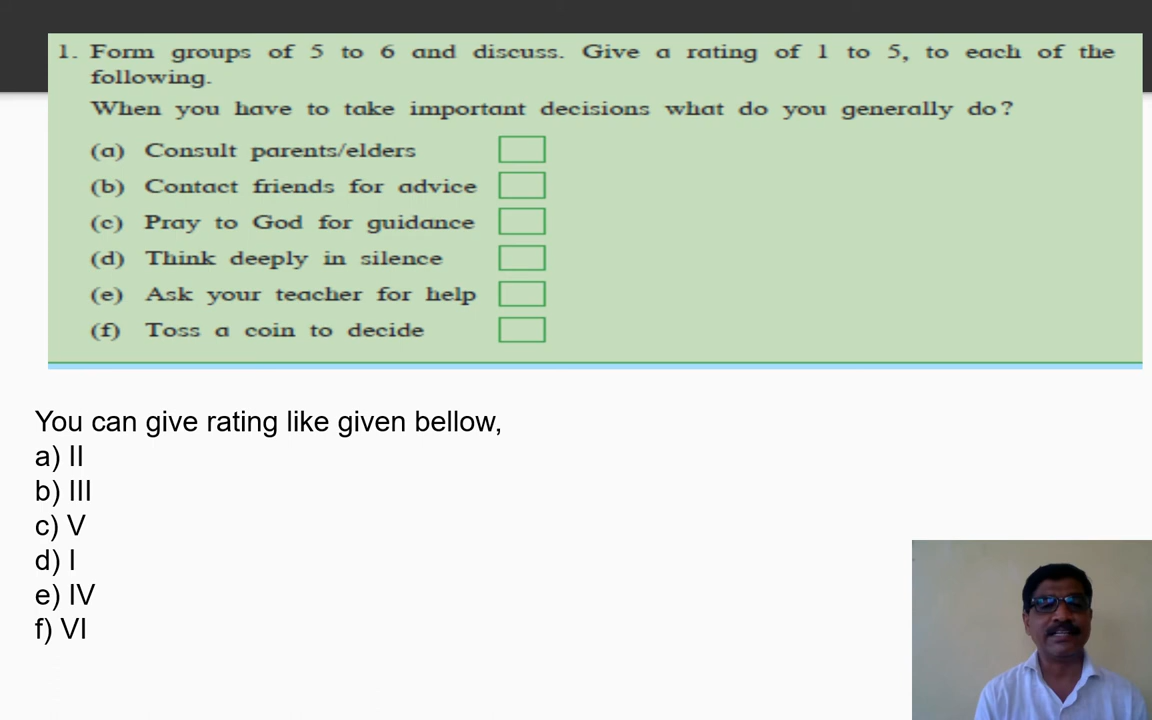 1. Form groups of 5 to 6 and discuss. Give a rating of 1 to 5, to each of the
following.
When you have to take important decisions what do you generally do?
(a) Consult parents/elders
(b) Contact friends for advice
(c) Pray to God for guidance
(d) Think deeply in silence
(e) Ask your teacher for help
(f) Toss a coin to decide
You can give rating like given bellow,
a) II
b) III
c) V
d) I
e) IV
f) VI